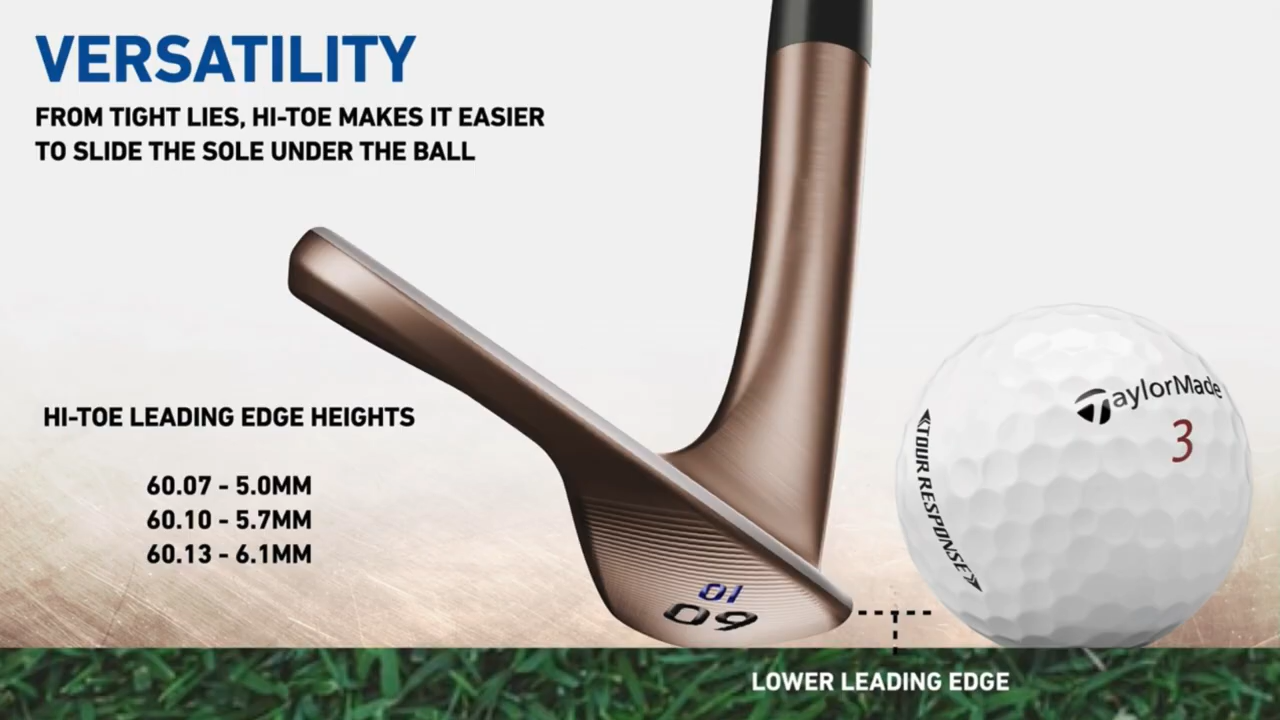 VERSATILITY
FROM TIGHT LIES, HI-TOE MAKES IT EASIER
TO SLIDE THE SOLE UNDER THE BALL
HI-TOE LEADING EDGE HEIGHTS
60.07 - 5.0MM
60.10 - 5.7MM
60.13 - 6.1MM
10
60
TaylorMade
3
TOUR RESPONSE
LOWER LEADING EDGE